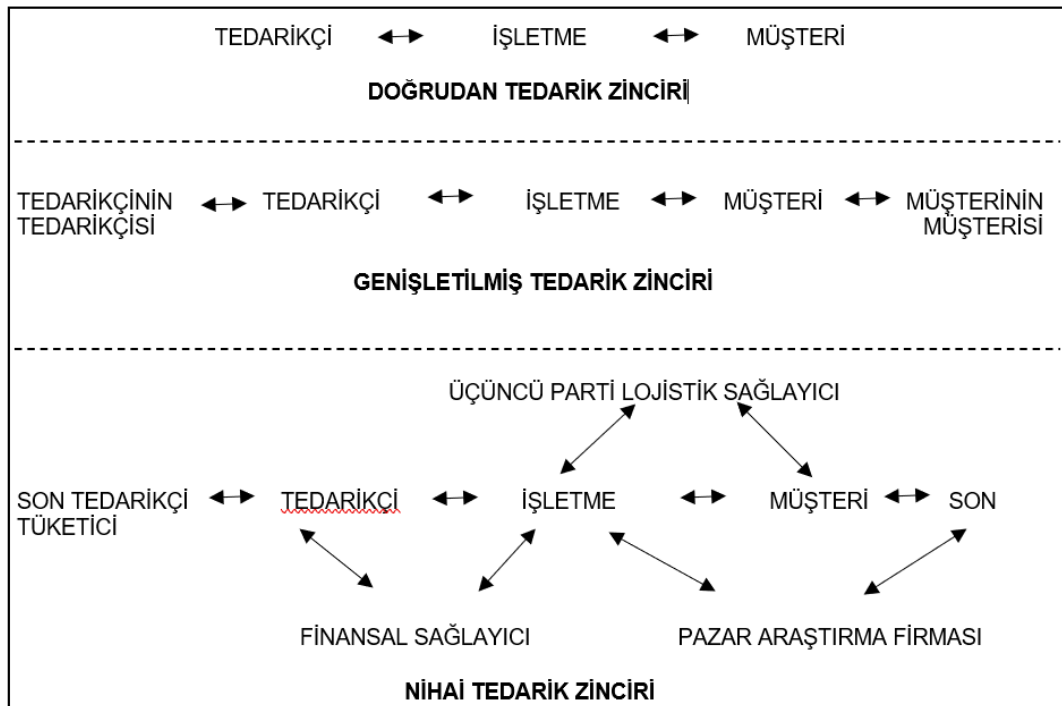 TEDARİKÇİ İŞLETME MÜŞTERİ
DOĞRUDAN TEDARİK ZİNCİRİ
TEDARİKÇİNİN TEDARİKÇİ İŞLETME MÜŞTERİ MÜŞTERİNİN
TEDARİKÇİSİ MÜŞTERİSİ
GENİŞLETİLMİŞ TEDARİK ZİNCİRİ
ÜÇÜNCÜ PARTİ LOJİSTİK SAĞLAYICI
SON TEDARİKÇİ TEDARİKÇİ İŞLETME MÜŞTERİ SON
TÜKETİCİ
FİNANSAL SAĞLAYICI PAZAR ARAŞTIRMA FİRMASI
NİHAİ TEDARİK ZİNCİRİ